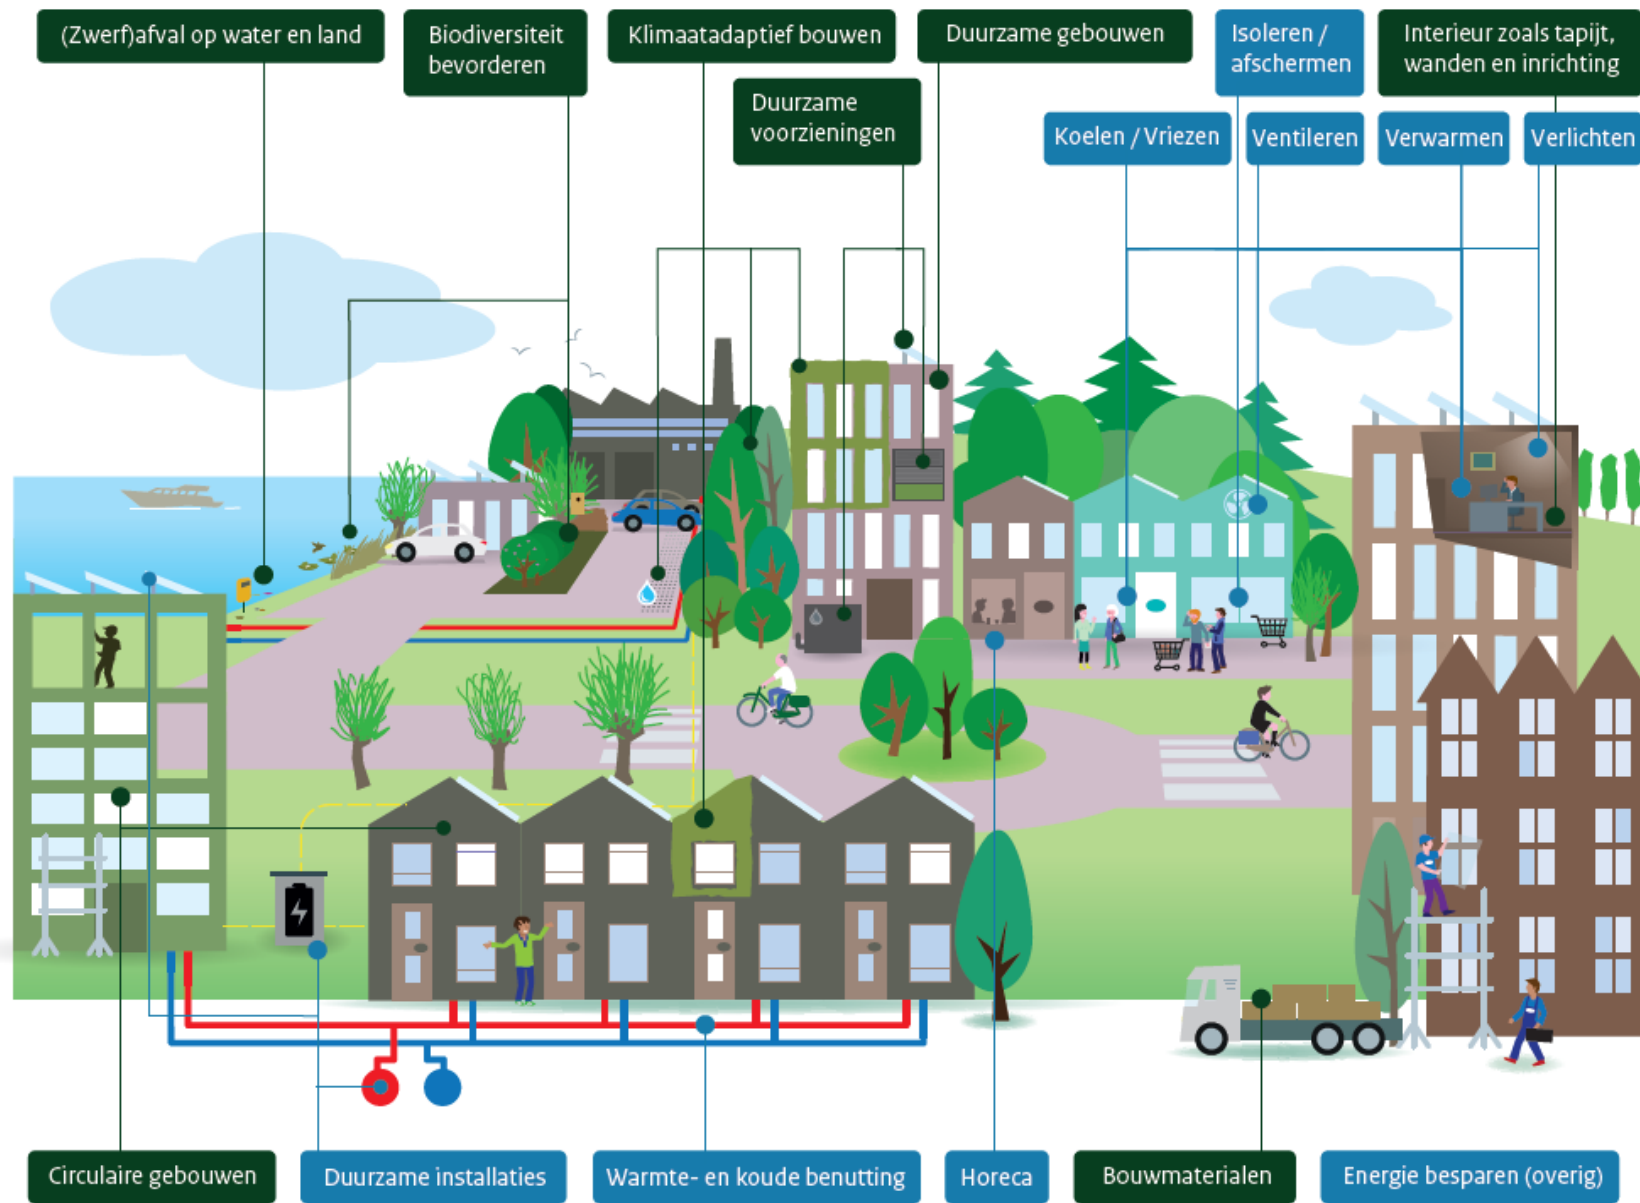 (Zwerf)afval op water en land
Biodiversiteit
bevorderen
Klimaatadaptief bouwen
Duurzame gebouwen
Isoleren /
afschermen
Interieur zoals tapijt,
wanden en inrichting
Duurzame
voorzieningen
Koelen / Vriezen
Ventileren
Verwarmen
Verlichten
Circulaire gebouwen
Duurzame installaties
Warmte- en koude benutting
Horeca
Bouwmaterialen
Energie besparen (overig)